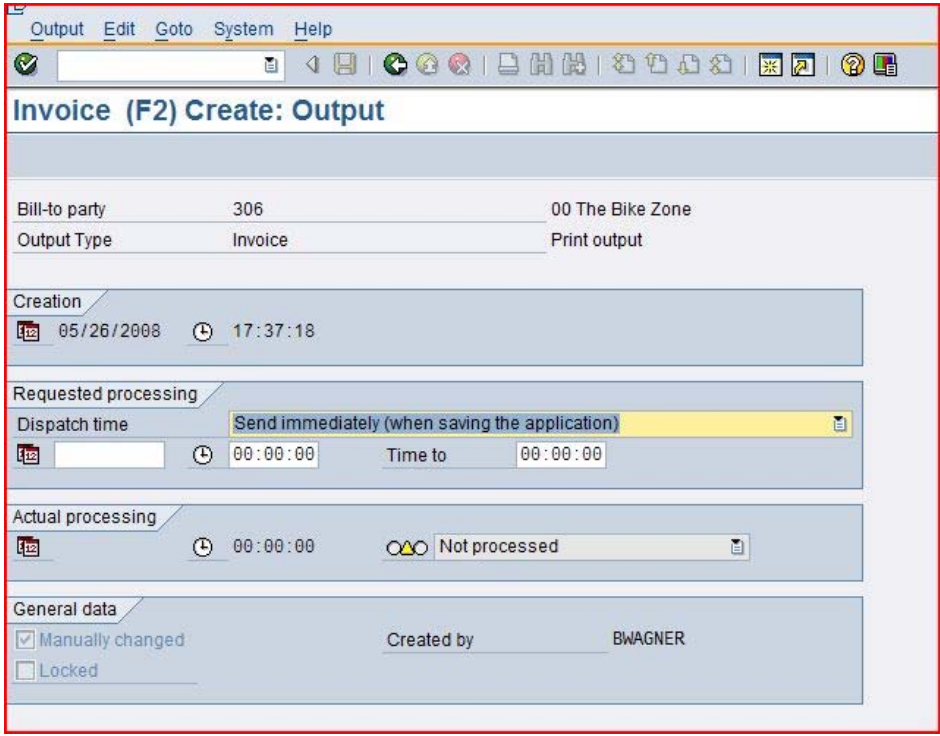 Output Edit Goto System Help
Invoice (F2) Create: Output
Bill-to party 306 00 The Bike Zone
Output Type Invoice Print output
Creation
05/26/2008 17:37:18
Requested processing
Dispatch time Send immediately (when saving the application)
00:00:00 Time to 00:00:00
Actual processing
00:00:00 Not processed
General data
Manually changed Created by BWAGNER
Locked